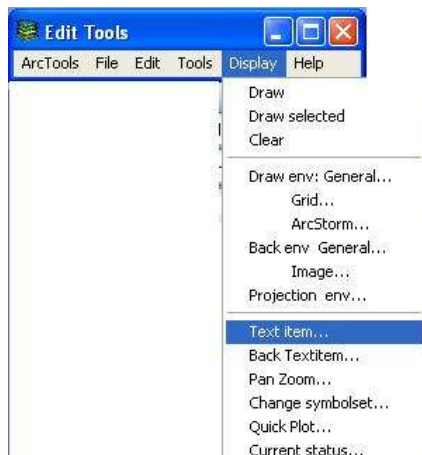 Edit Tools
ArcTools File Edit Tools Display Help
Draw
Draw selected
Clear
Draw env: General...
Grid...
ArcStorm...
Back env General...
Image...
Projection env...
Text item...
Back Textitem...
Pan Zoom...
Change symbolset...
Quick Plot...
Current status...